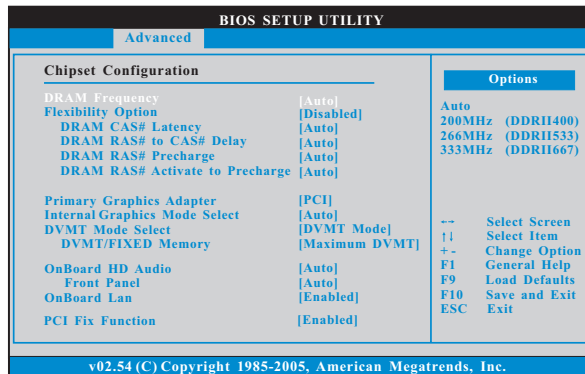 BIOS SETUP UTILITY
Advanced
Chipset Configuration
DRAM Frequency [Auto]
Flexibility Option [Disabled]
DRAM CAS# Latency [Auto]
DRAM RAS# to CAS# Delay [Auto]
DRAM RAS# Precharge [Auto]
DRAM RAS# Activate to Precharge [Auto]
Primary Graphics Adapter [PCI]
Internal Graphics Mode Select [Auto]
DVMT Mode Select [DVMT Mode]
DVMT/FIXED Memory [Maximum DVMT]
OnBoard HD Audio [Auto]
Front Panel [Auto]
OnBoard Lan [Enabled]
PCI Fix Function [Enabled]
Options
Auto
200MHz (DDRII400)
266MHz (DDRII533)
333MHz (DDRII667)
←→ Select Screen
↑↓ Select Item
+ - Change Option
F1 General Help
F9 Load Defaults
F10 Save and Exit
ESC Exit
v02.54 (C) Copyright 1985-2005, American Megatrends, Inc.